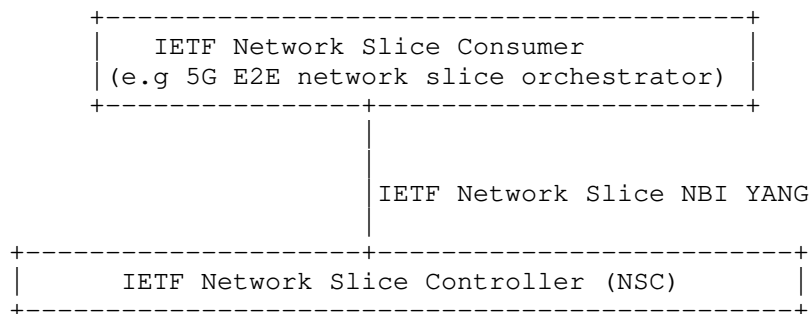 IETF Network Slice Consumer
(e.g 5G E2E network slice orchestrator)
IETF Network Slice NBI YANG
IETF Network Slice Controller (NSC)